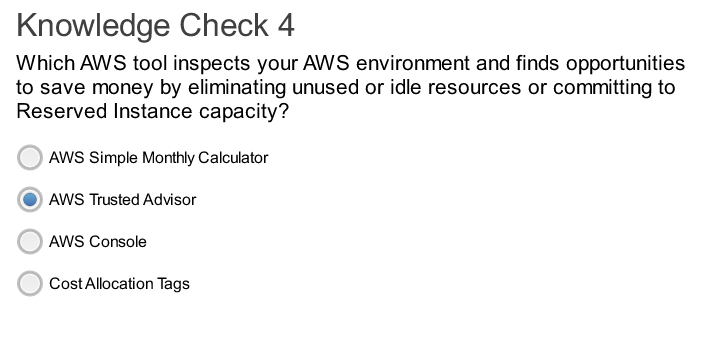 Knowledge Check 4
Which AWS tool inspects your AWS environment and finds opportunities
to save money by eliminating unused or idle resources or committing to
Reserved Instance capacity?
AWS Simple Monthly Calculator
AWS Trusted Advisor
AWS Console
Cost Allocation Tags